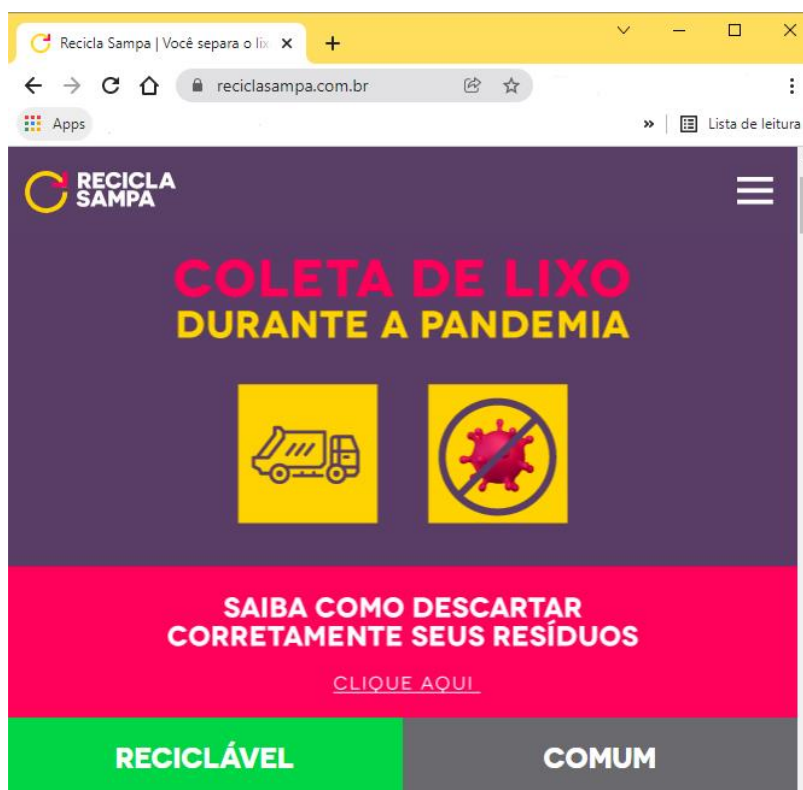 Recicla Sampa | Você separa o lix
reciclasampa.com.br
Apps
» Lista de leitura
RECICLA
SAMPA
COLETA DE LIXO
DURANTE A PANDEMIA
SAIBA COMO DESCARTAR
CORRETAMENTE SEUS RESÍDUOS
CLIQUE AQUI
RECICLÁVEL COMUM